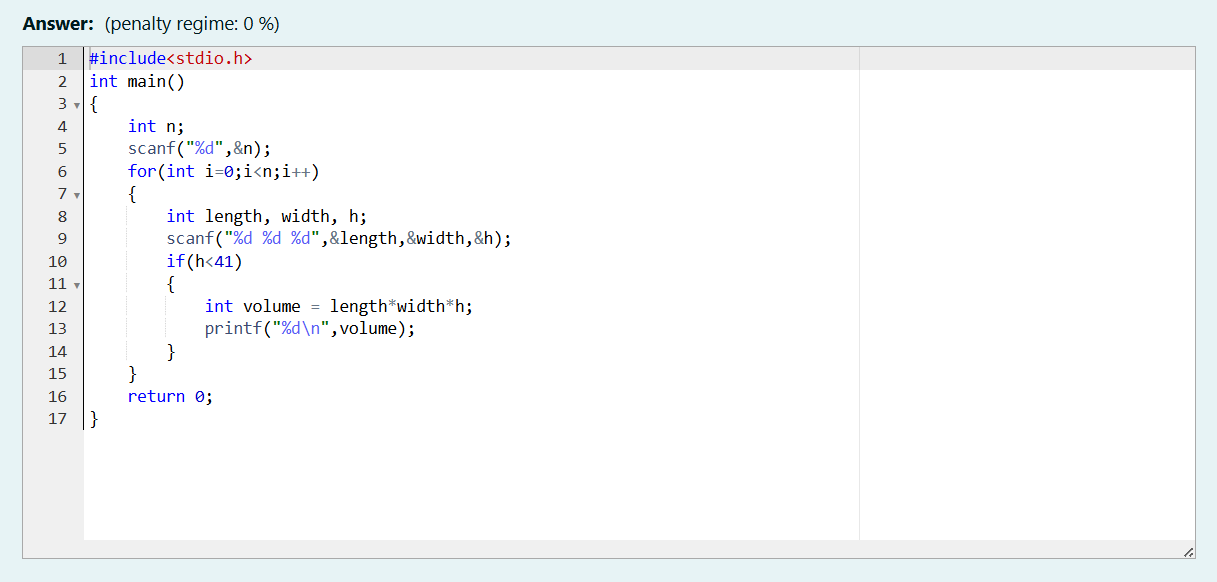 Answer: (penalty regime: 0 %)
1 #include<stdio.h>
2 int main()
3 {
4     int n;
5     scanf("%d",&n);
6     for(int i=0;i<n;i++)
7     {
8         int length, width, h;
9         scanf("%d %d %d",&length,&width,&h);
10         if(h<41)
11         {
12             int volume = length*width*h;
13             printf("%d\n",volume);
14         }
15     }
16     return 0;
17 }